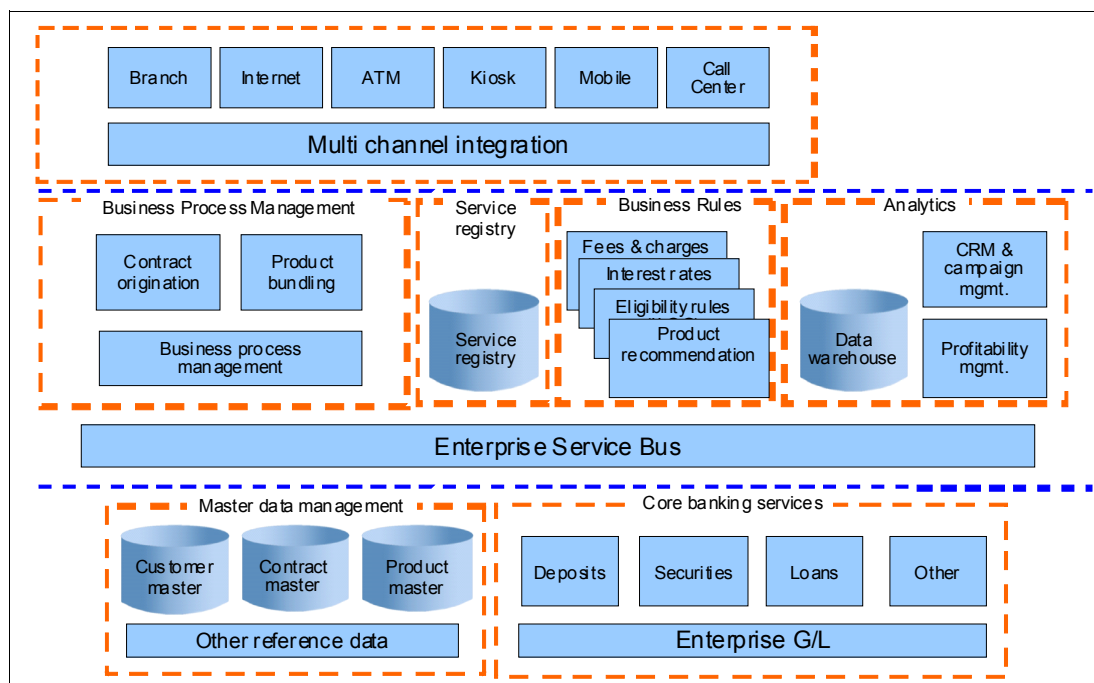 Branch
Internet
ATM
Kiosk
Mobile
Call
Center
Multi channel integration
Business Process Management
Contract
origination
Product
bundling
Business process
management
Service
registry
Service
registry
Business Rules
Fees & charges
Interest rates
Eligibility rules
Product
recommendation
Analytics
Data
warehouse
CRM &
campaign
mgmt.
Profitability
mgmt.
Enterprise Service Bus
Master data management
Customer
master
Contract
master
Product
master
Other reference data
Core banking services
Deposits
Securities
Loans
Other
Enterprise G/L